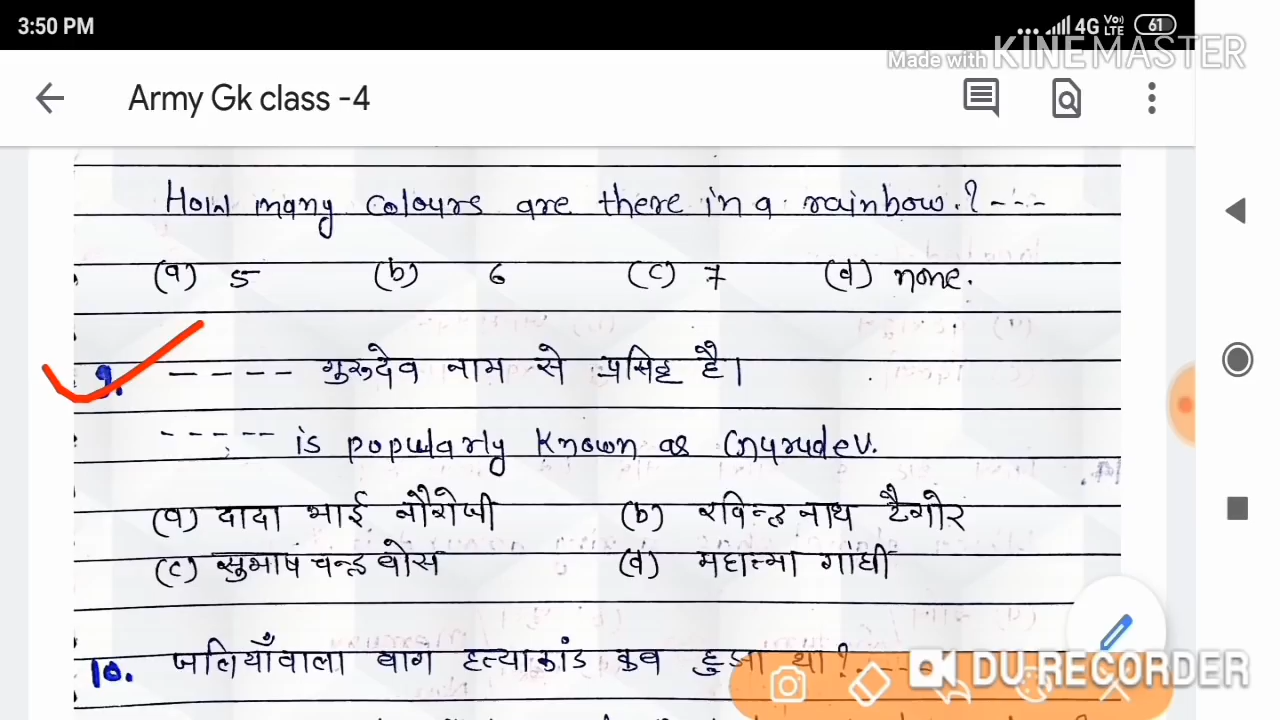 3:50 PM
4G Vo) LTE 61
Made with KINEMASTER
Army Gk class -4
How many colours are there in a rainbow.? ---
(a) 5 (b) 6 (c) 7 (d) none.
9. ---- गुरुदेव नाम से प्रसिद्ध है।
----- is popularly known as Gurudev.
(a) दादा भाई नौरोजी (b) रविन्द्र नाथ टैगोर
(c) सुभाष चन्द्र बोस (d) महात्मा गांधी
10. जलियाँवाला बाग हत्याकांड कब हुआ था?
DU RECORDER